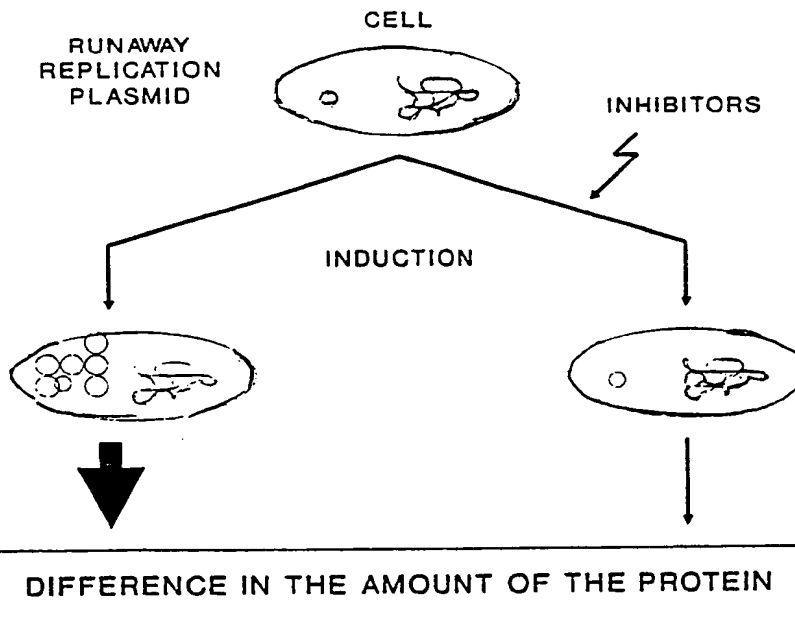 CELL
RUNAWAY
REPLICATION
PLASMID
INHIBITORS
INDUCTION
DIFFERENCE IN THE AMOUNT OF THE PROTEIN